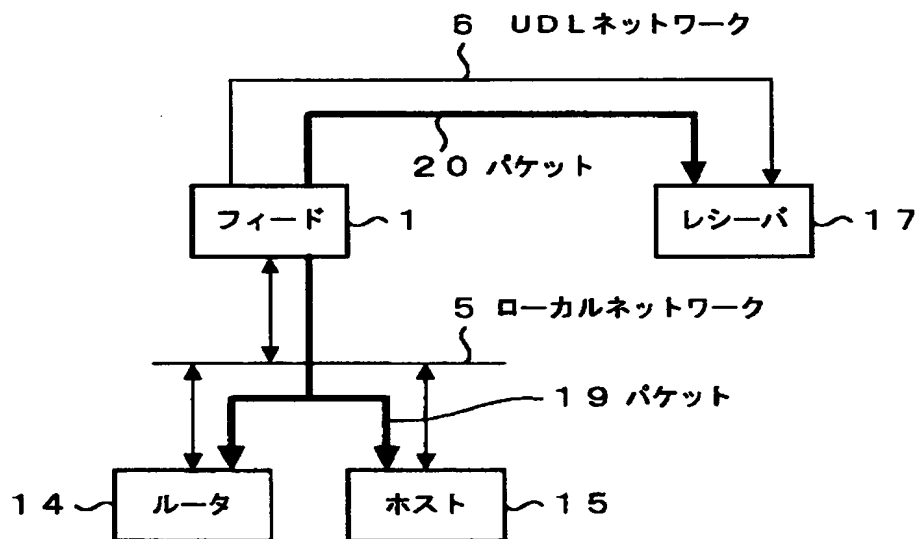 6 UDLネットワーク
20 パケット
フィード 1
レシーバ 17
5 ローカルネットワーク
19 パケット
14 ルータ
ホスト 15